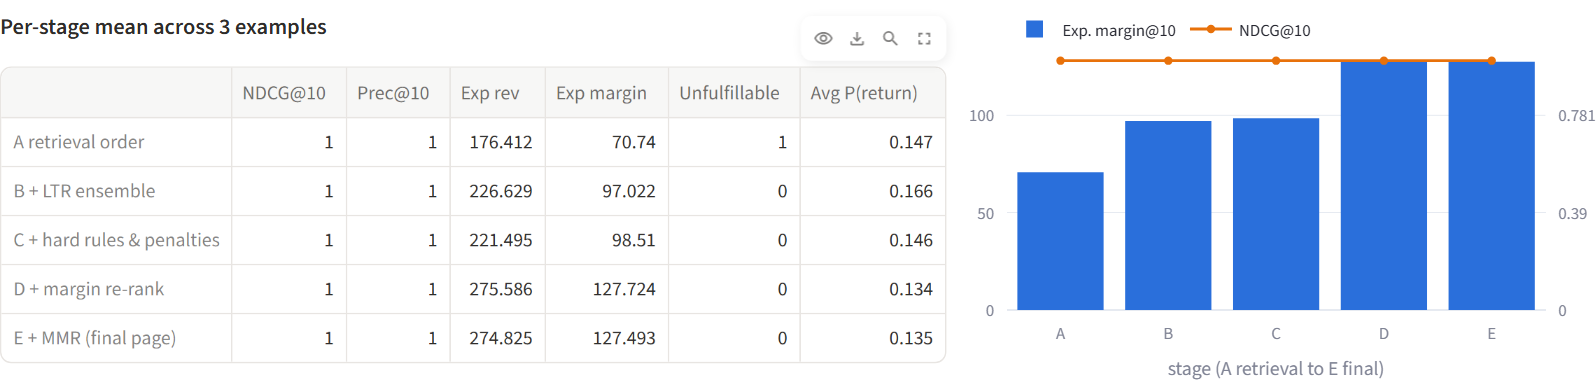 Per-stage mean across 3 examples
NDCG@10 Prec@10 Exp rev Exp margin Unfulfillable Avg P(return)
A retrieval order 1 1 176.412 70.74 1 0.147
B + LTR ensemble 1 1 226.629 97.022 0 0.166
C + hard rules & penalties 1 1 221.495 98.51 0 0.146
D + margin re-rank 1 1 275.586 127.724 0 0.134
E + MMR (final page) 1 1 274.825 127.493 0 0.135
Exp. margin@10 NDCG@10
100 0.781
50 0.39
0 0
A B C D E
stage (A retrieval to E final)